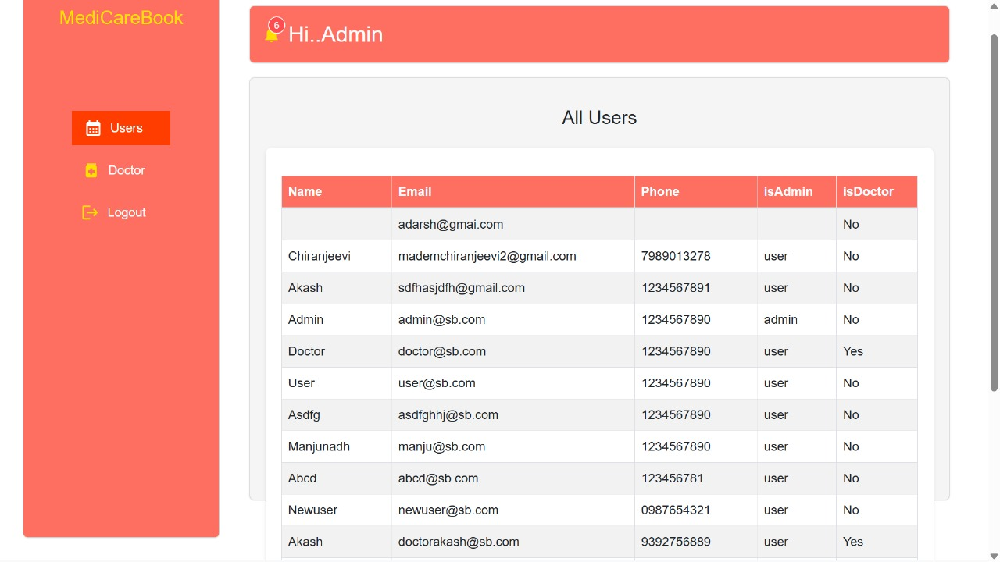 MediCareBook
6
Hi..Admin
Users
Doctor
Logout
All Users
Name Email Phone isAdmin isDoctor
adarsh@gmai.com No
Chiranjeevi mademchiranjeevi2@gmail.com 7989013278 user No
Akash sdfhasjdfh@gmail.com 1234567891 user No
Admin admin@sb.com 1234567890 admin No
Doctor doctor@sb.com 1234567890 user Yes
User user@sb.com 1234567890 user No
Asdfg asdfghhj@sb.com 1234567890 user No
Manjunadh manju@sb.com 1234567890 user No
Abcd abcd@sb.com 123456781 user No
Newuser newuser@sb.com 0987654321 user No
Akash doctorakash@sb.com 9392756889 user Yes